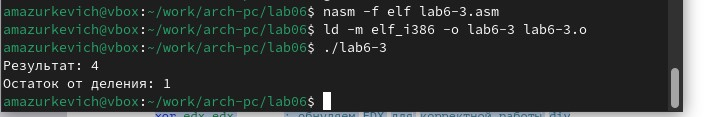 amazurkevich@vbox:~/work/arch-pc/lab06$ nasm -f elf lab6-3.asm
amazurkevich@vbox:~/work/arch-pc/lab06$ ld -m elf_i386 -o lab6-3 lab6-3.o
amazurkevich@vbox:~/work/arch-pc/lab06$ ./lab6-3
Результат: 4
Остаток от деления: 1
amazurkevich@vbox:~/work/arch-pc/lab06$
xor edx,edx ; обнуляем EDX для корректной работы div